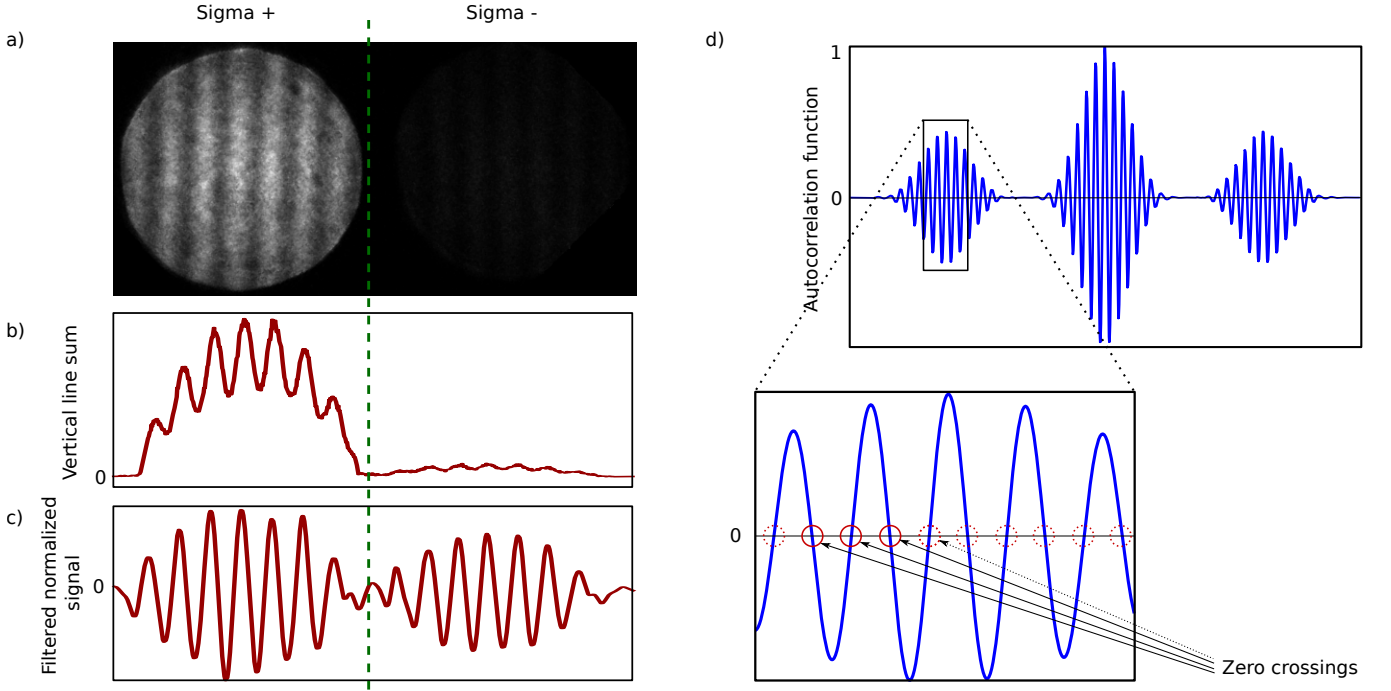 Sigma +
Sigma -
a)
b)
Vertical line sum
0
c)
Filtered normalized
signal
0
d)
Autocorrelation function
1
0
0
Zero crossings